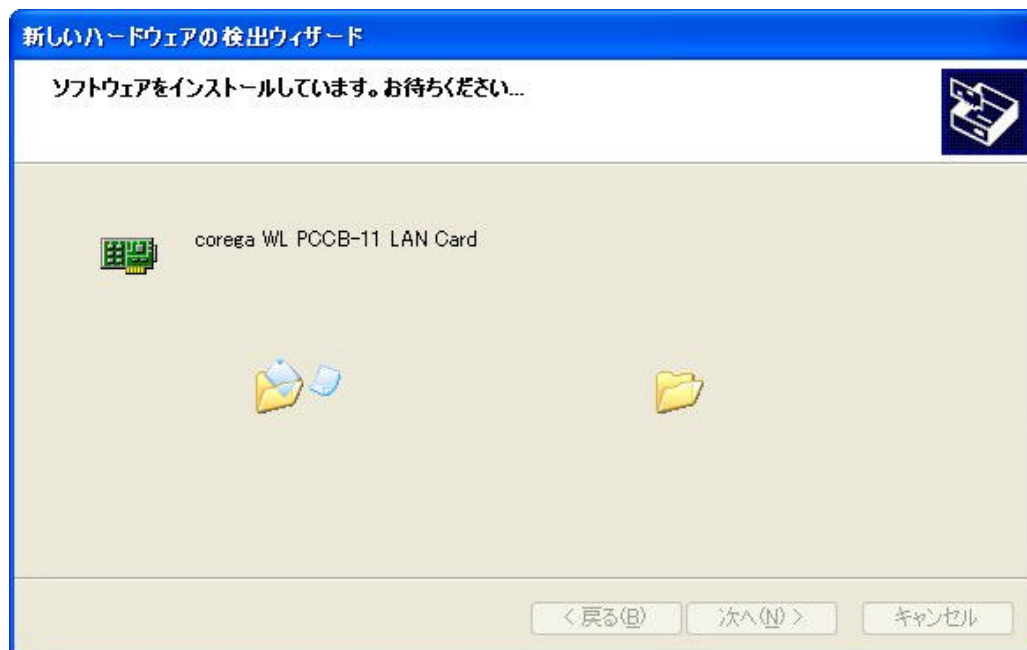 新しいハードウェアの検出ウィザード
ソフトウェアをインストールしています。お待ちください...
corega WL PCCB-11 LAN Card
< 戻る(B)
次へ(N) >
キャンセル